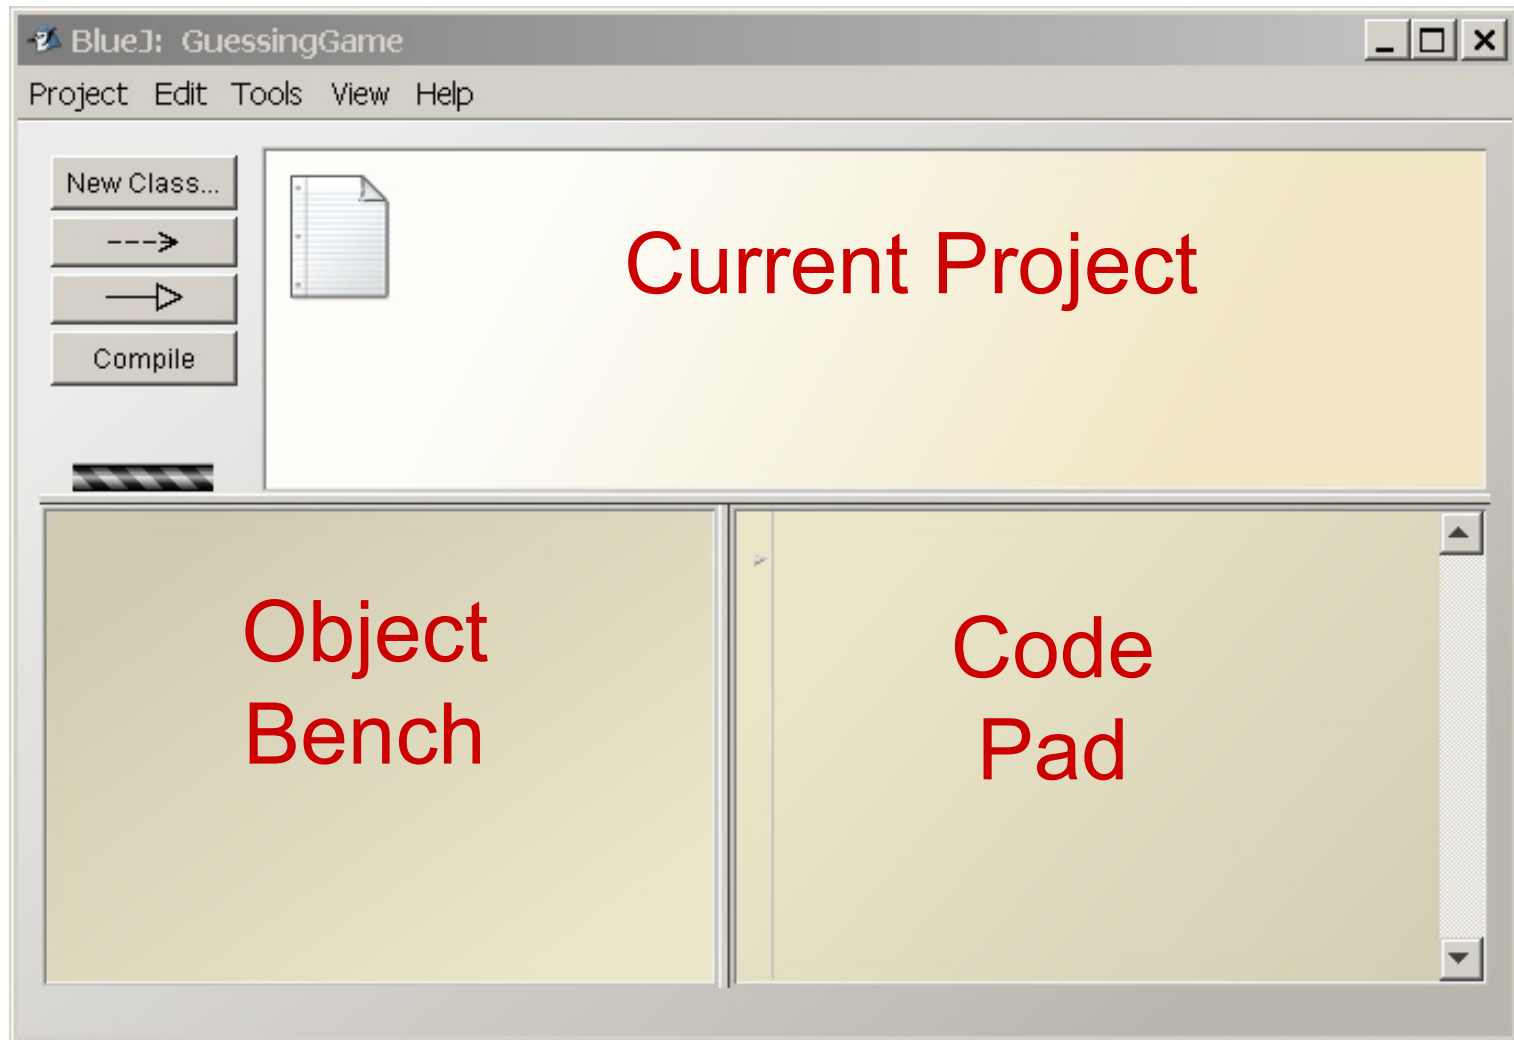 BlueJ: GuessingGame
Project Edit Tools View Help
New Class...
Compile
Current Project
Object
Bench
Code
Pad